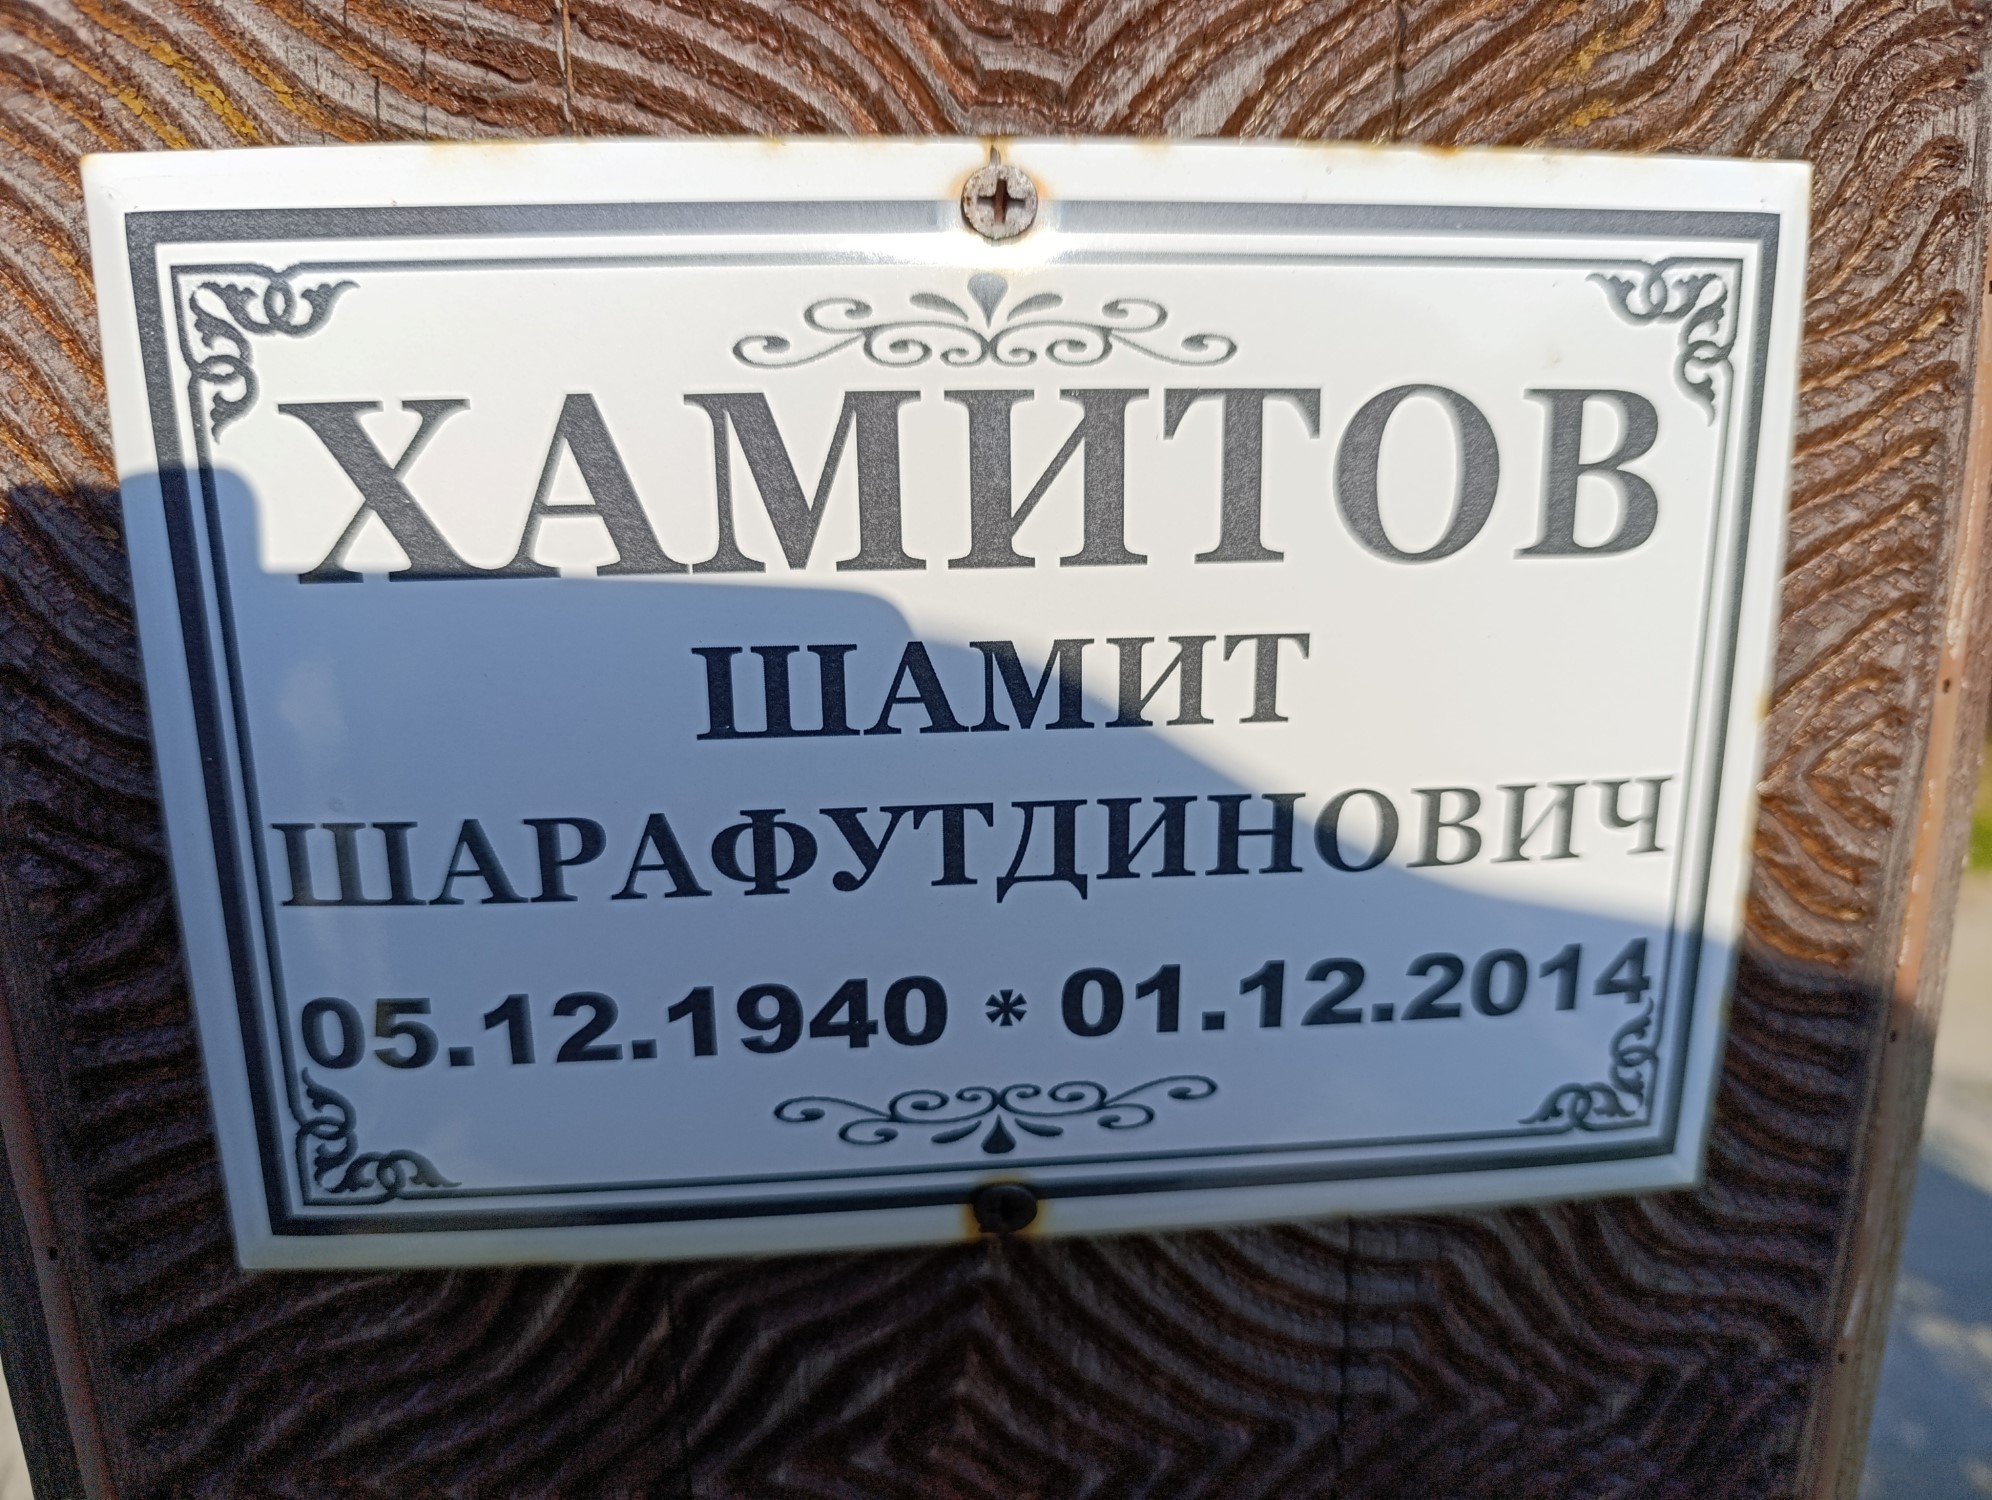 ХАМИТОВ
ШАМИТ
ШАРАФУТДИНОВИЧ
05.12.1940 * 01.12.2014